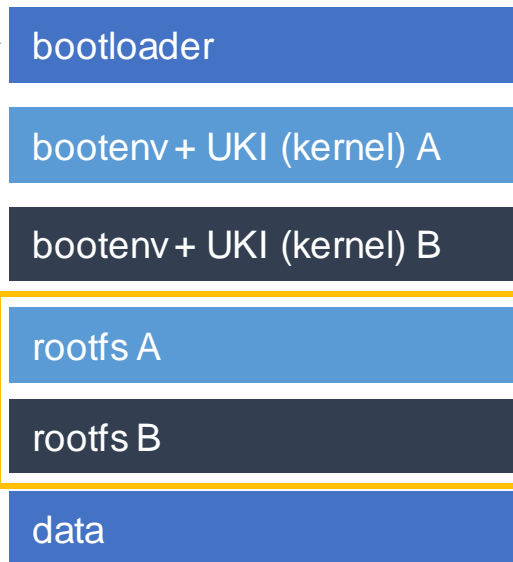 bootloader
bootenv + UKI (kernel) A
bootenv + UKI (kernel) B
rootfs A
rootfs B
data